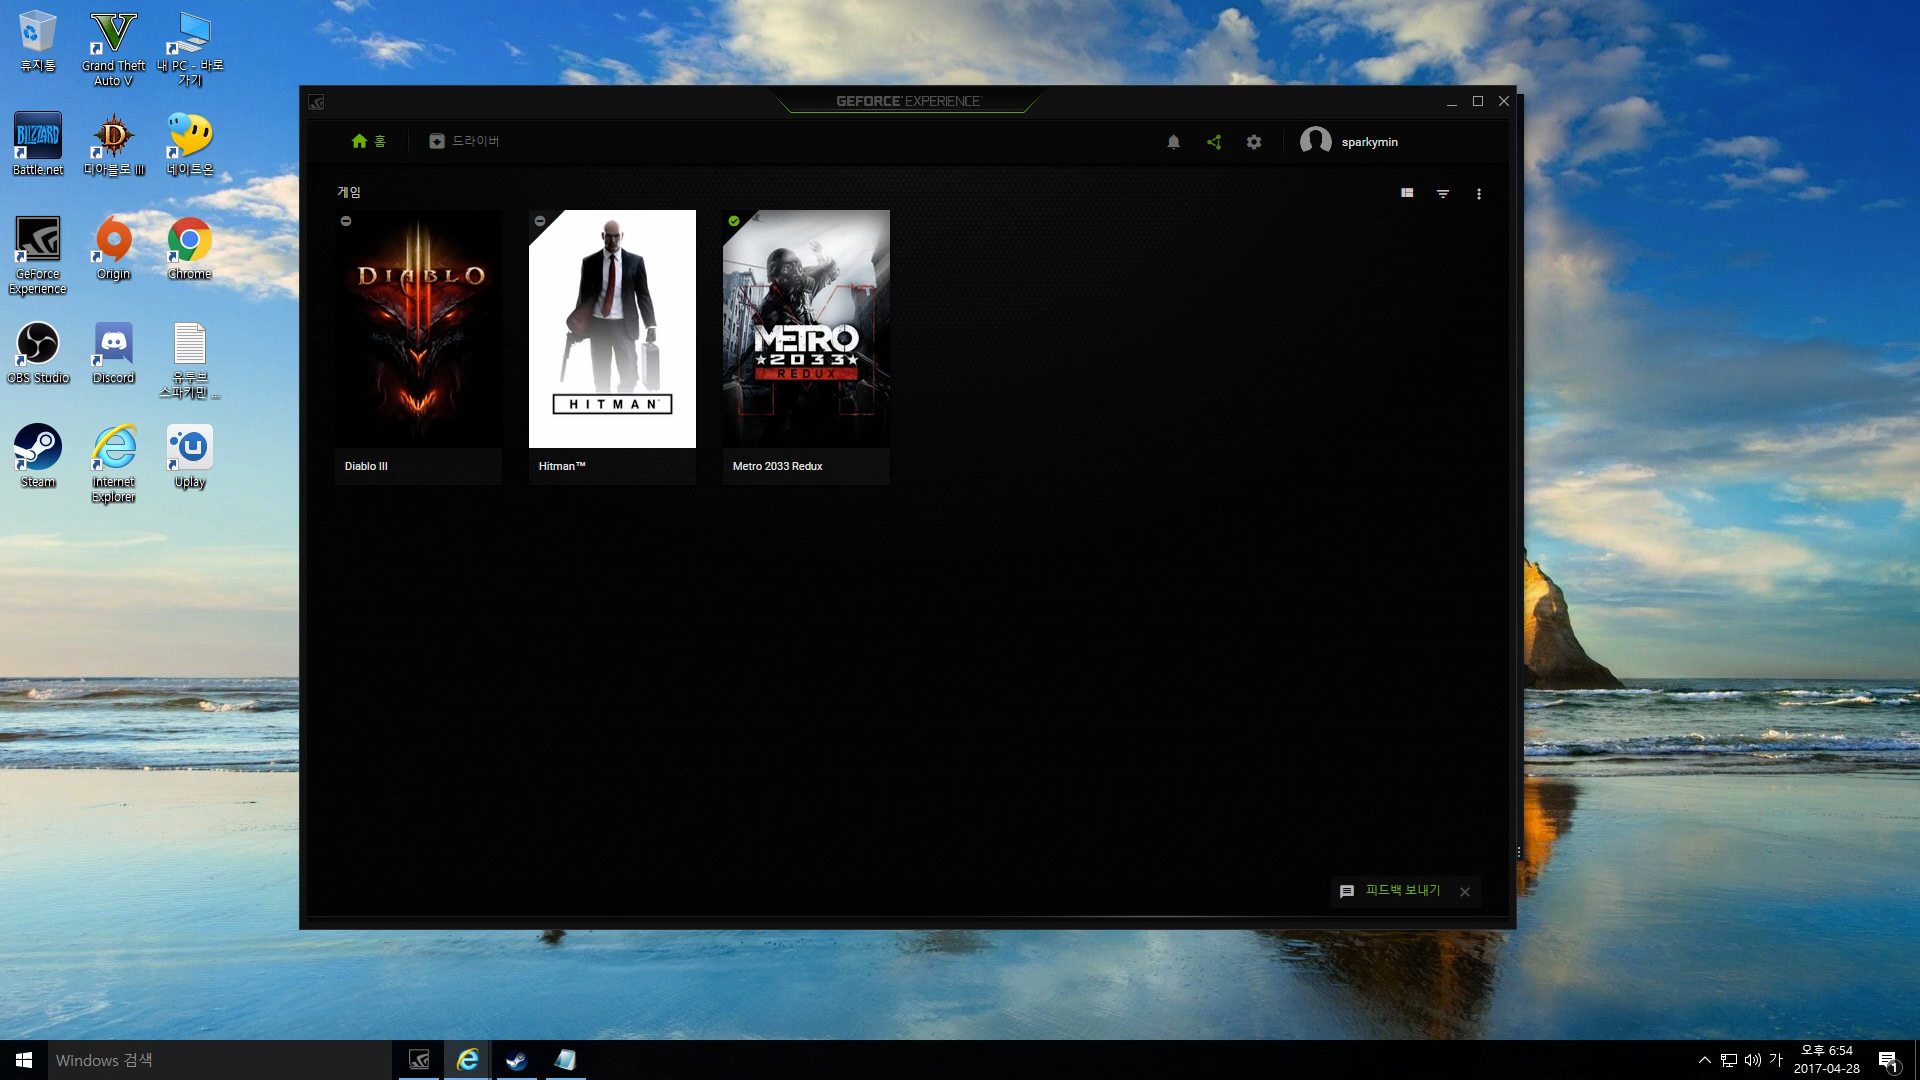 휴지통
Grand Theft
Auto V
내 PC - 바로
가기
BLIZZARD
Battle.net
디아블로 III
네이트온
GeForce
Experience
Origin
Chrome
OBS Studio
Discord
유투브
스파키민 ...
Steam
Internet
Explorer
Uplay
GEFORCE EXPERIENCE
홈
드라이버
sparkymin
게임
DIABLO
III
Diablo III
HITMAN
Hitman™
METRO
2033
REDUX
Metro 2033 Redux
피드백 보내기
Windows 검색
가
오후 6:54
2017-04-28
1